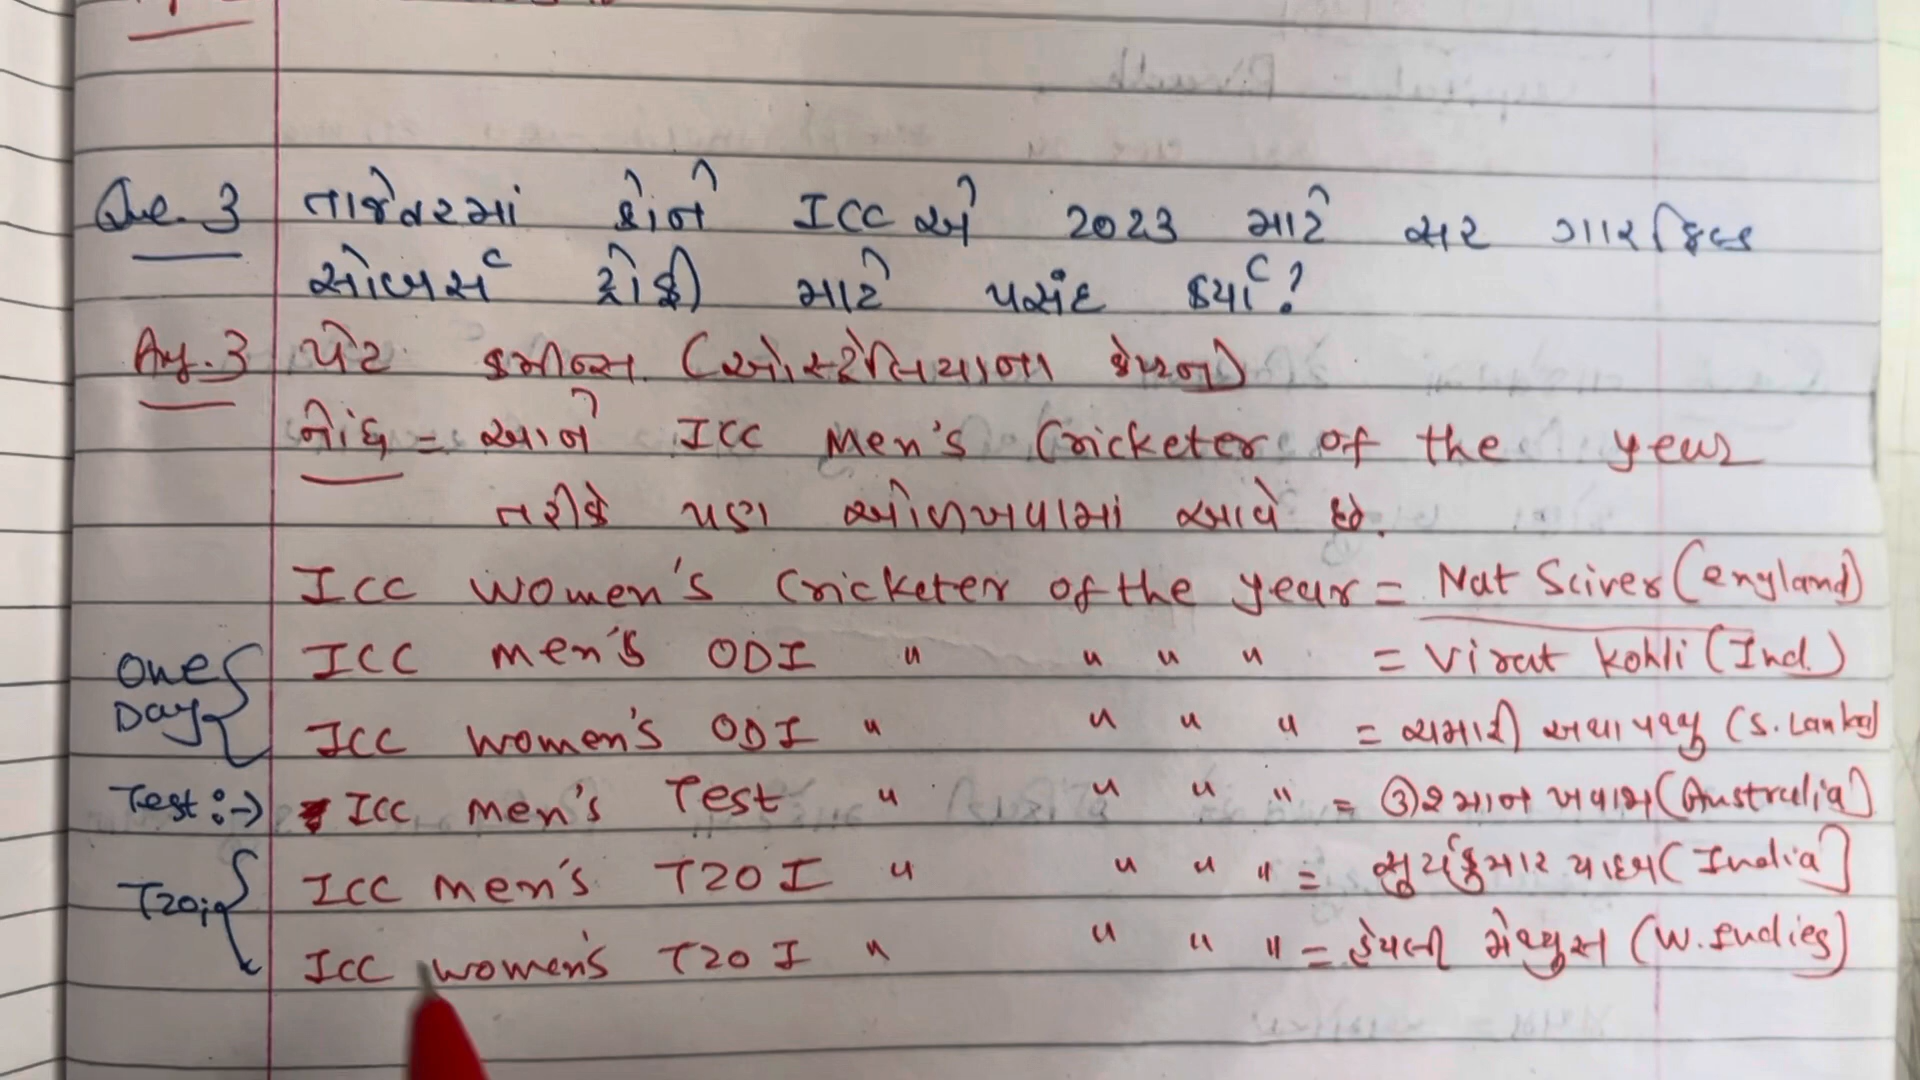 Que. 3 તાજેતરમાં કોને ICC એ 2023 માટે સર ગારફિલ્ડ
સોબર્સ ટ્રોફી માટે પસંદ કર્યા?
Ans. 3 પેટ કમીન્સ (ઓસ્ટ્રેલિયાના કેપ્ટન)
નોંધ = આને ICC Men's Cricketer of the year
તરીકે પણ ઓળખવામાં આવે છે.
ICC Women's Cricketer of the year = Nat Sciver (england)
One Day ICC men's ODI " " " " = Virat Kohli (Ind.)
ICC women's ODI " " " " = ચમારી અથાપથ્થુ (S. Lanka)
Test :→ ICC men's Test " " " " = ઉસ્માન ખવાજા (Australia)
T20; ICC men's T20 I " " " " = સુર્યકુમાર યાદવ (India)
ICC women's T20 I " " " " = હેયલી મેથ્યુસ (W. Indies)